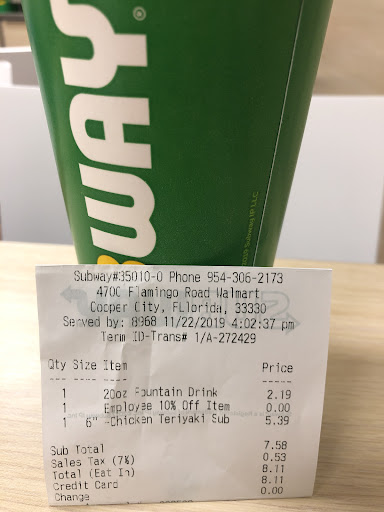 WAY®
Subway#35010-0 Phone 954-306-2173
4700 Flamingo Road Walmart
Cooper City, FLlorida, 33330
Served by: 8968 11/22/2019 4:02:37 pm
Term ID-Trans# 1/A-272429
Qty Size Item Price
1 20oz Fountain Drink 2.19
1 Employee 10% Off Item 0.00
1 6" -Chicken Teriyaki Sub 5.39
Sub Total 7.58
Sales Tax (7%) 0.53
Total (Eat In) 8.11
Credit Card 8.11
Change 0.00